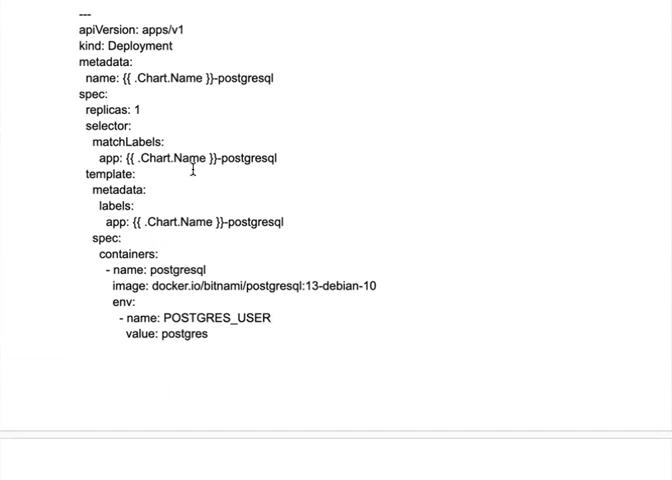 ---
apiVersion: apps/v1
kind: Deployment
metadata:
  name: {{ .Chart.Name }}-postgresql
spec:
  replicas: 1
  selector:
    matchLabels:
      app: {{ .Chart.Name }}-postgresql
  template:
    metadata:
      labels:
        app: {{ .Chart.Name }}-postgresql
    spec:
      containers:
        - name: postgresql
          image: docker.io/bitnami/postgresql:13-debian-10
          env:
            - name: POSTGRES_USER
              value: postgres